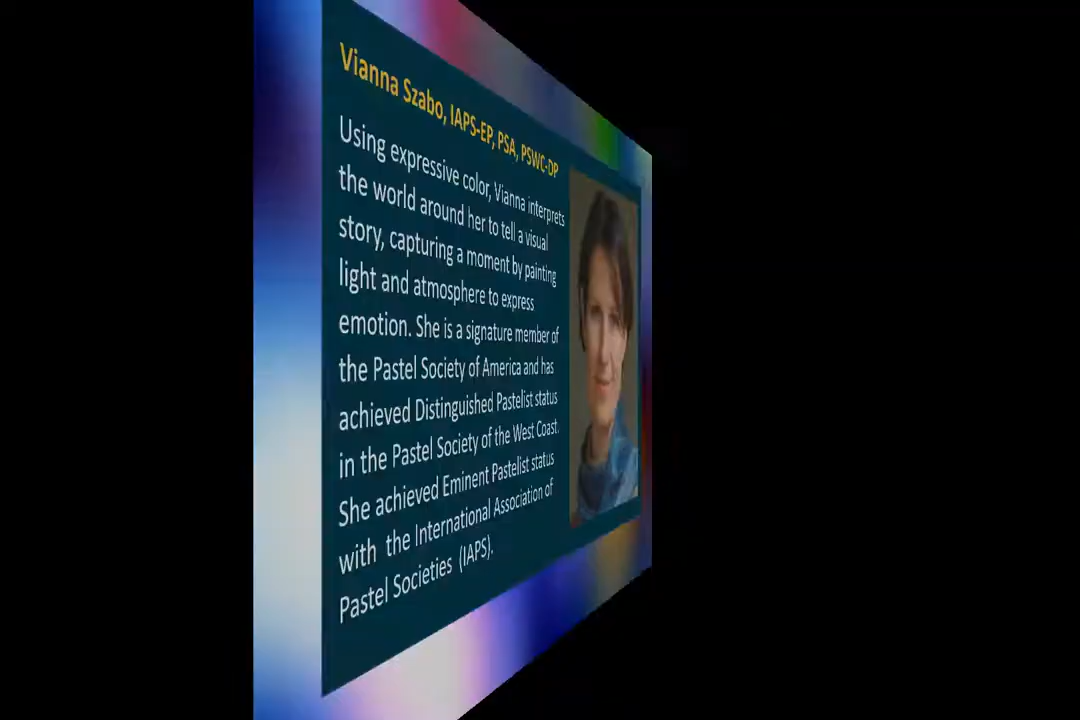 Vianna Szabo, IAPS-EP, PSA, PSWC-DP
Using expressive color, Vianna interprets
the world around her to tell a visual
story, capturing a moment by painting
light and atmosphere to express
emotion. She is a signature member of
the Pastel Society of America and has
achieved Distinguished Pastelist status
in the Pastel Society of the West Coast.
She achieved Eminent Pastelist status
with the International Association of
Pastel Societies (IAPS).